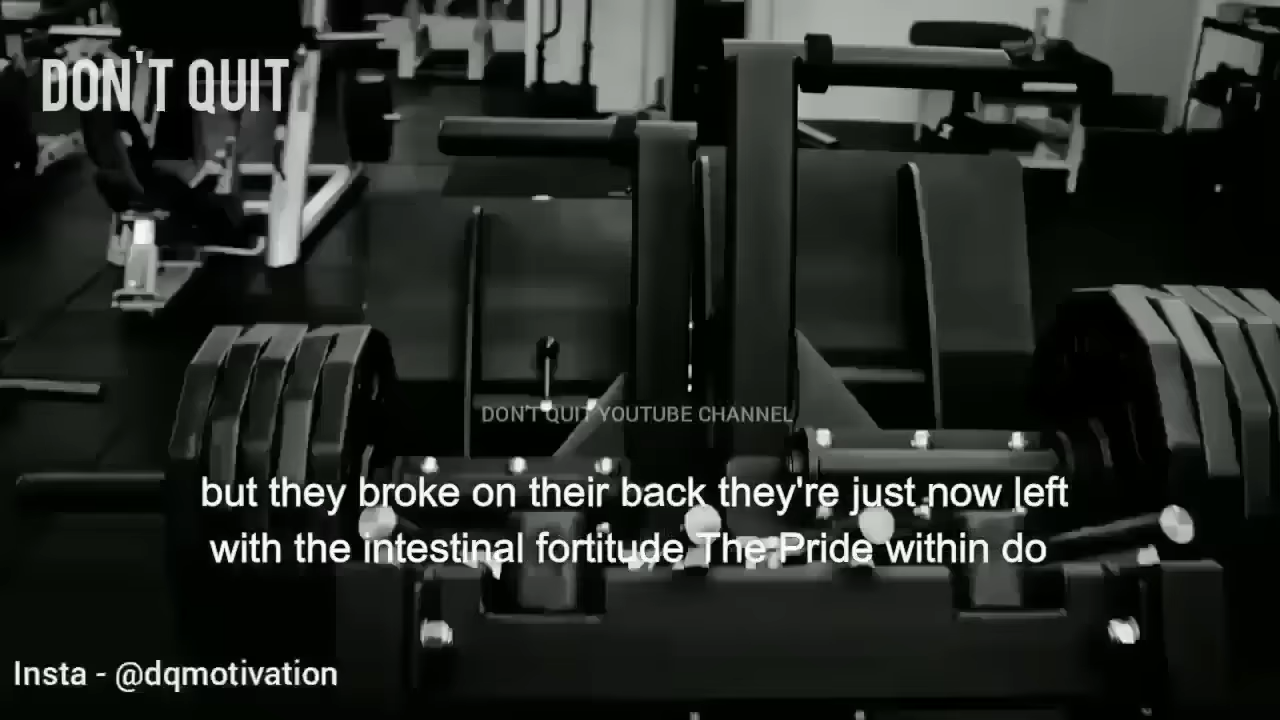 DON'T QUIT
DON'T QUIT YOUTUBE CHANNEL
but they broke on their back they're just now left
with the intestinal fortitude The Pride within do
Insta - @dqmotivation